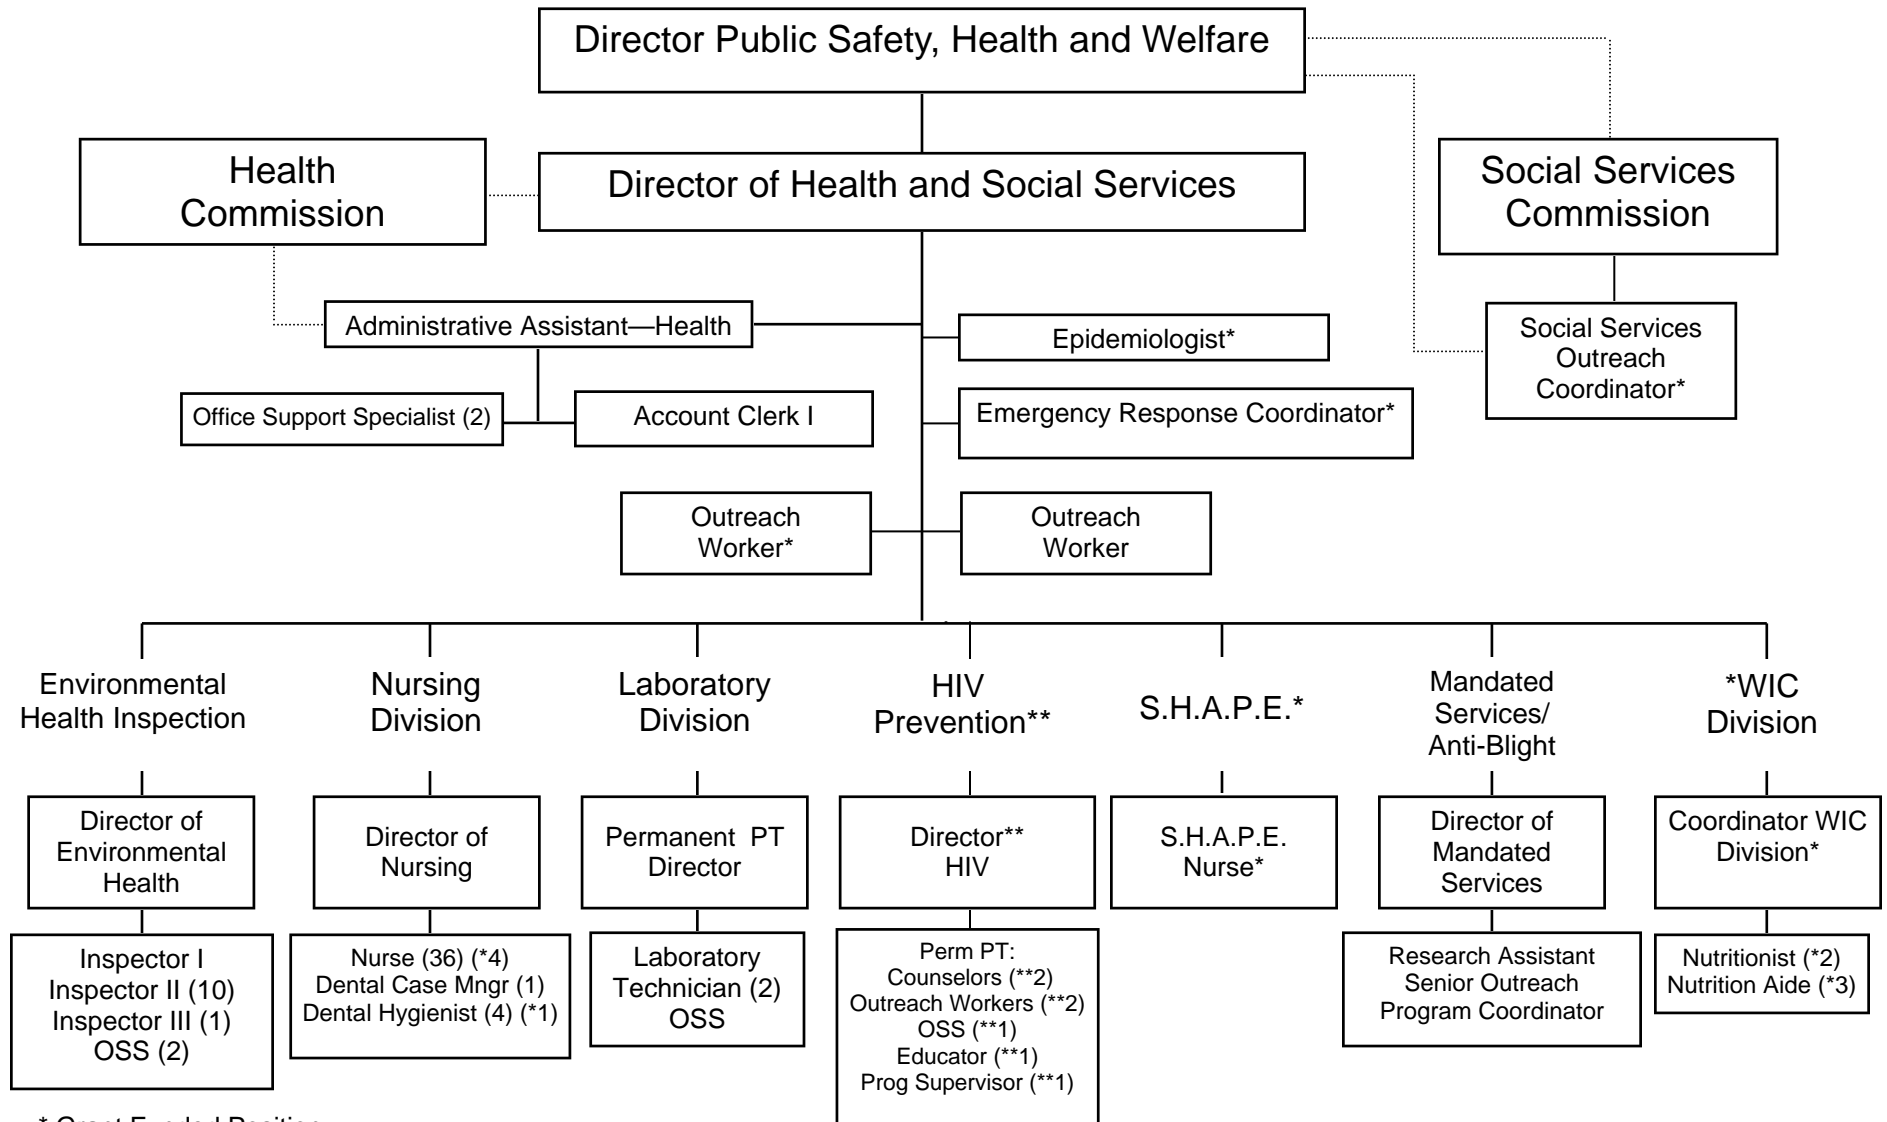 Director Public Safety, Health and Welfare
Health
Commission
Director of Health and Social Services
Social Services
Commission
Administrative Assistant—Health
Epidemiologist*
Social Services
Outreach
Coordinator*
Office Support Specialist (2)
Account Clerk I
Emergency Response Coordinator*
Outreach
Worker*
Outreach
Worker
Environmental
Health Inspection
Nursing
Division
Laboratory
Division
HIV
Prevention**
S.H.A.P.E.*
Mandated
Services/
Anti-Blight
*WIC
Division
Director of
Environmental
Health
Director of
Nursing
Permanent PT
Director
Director**
HIV
S.H.A.P.E.
Nurse*
Director of
Mandated
Services
Coordinator WIC
Division*
Inspector I
Inspector II (10)
Inspector III (1)
OSS (2)
Nurse (36) (*4)
Dental Case Mngr (1)
Dental Hygienist (4) (*1)
Laboratory
Technician (2)
OSS
Perm PT:
Counselors (**2)
Outreach Workers (**2)
OSS (**1)
Educator (**1)
Prog Supervisor (**1)
Research Assistant
Senior Outreach
Program Coordinator
Nutritionist (*2)
Nutrition Aide (*3)
* Grant Funded Position